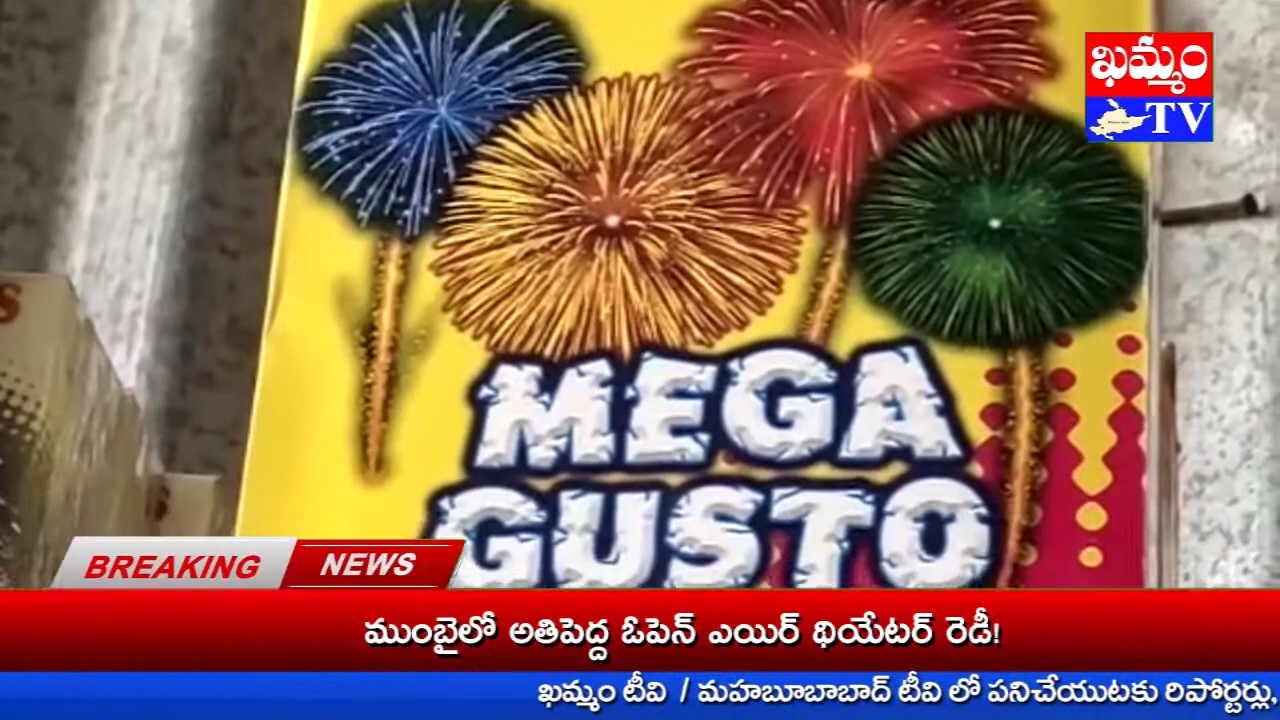 ఖమ్మం
TV
MEGA
GUSTO
BREAKING NEWS
ముంబైలో అతిపెద్ద ఓపెన్ ఎయిర్ థియేటర్ రెడీ!
ఖమ్మం టీవి / మహబూబాబాద్ టీవి లో పనిచేయుటకు రిపోర్టర్లు,